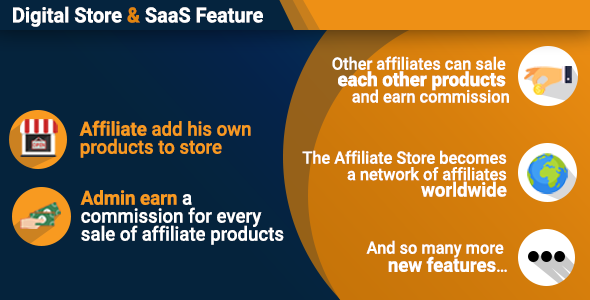 Digital Store & SaaS Feature
Affiliate add his own
products to store
Admin earn a
commission for every
sale of affiliate products
Other affiliates can sale
each other products
and earn commission
The Affiliate Store becomes
a network of affiliates
worldwide
And so many more
new features...